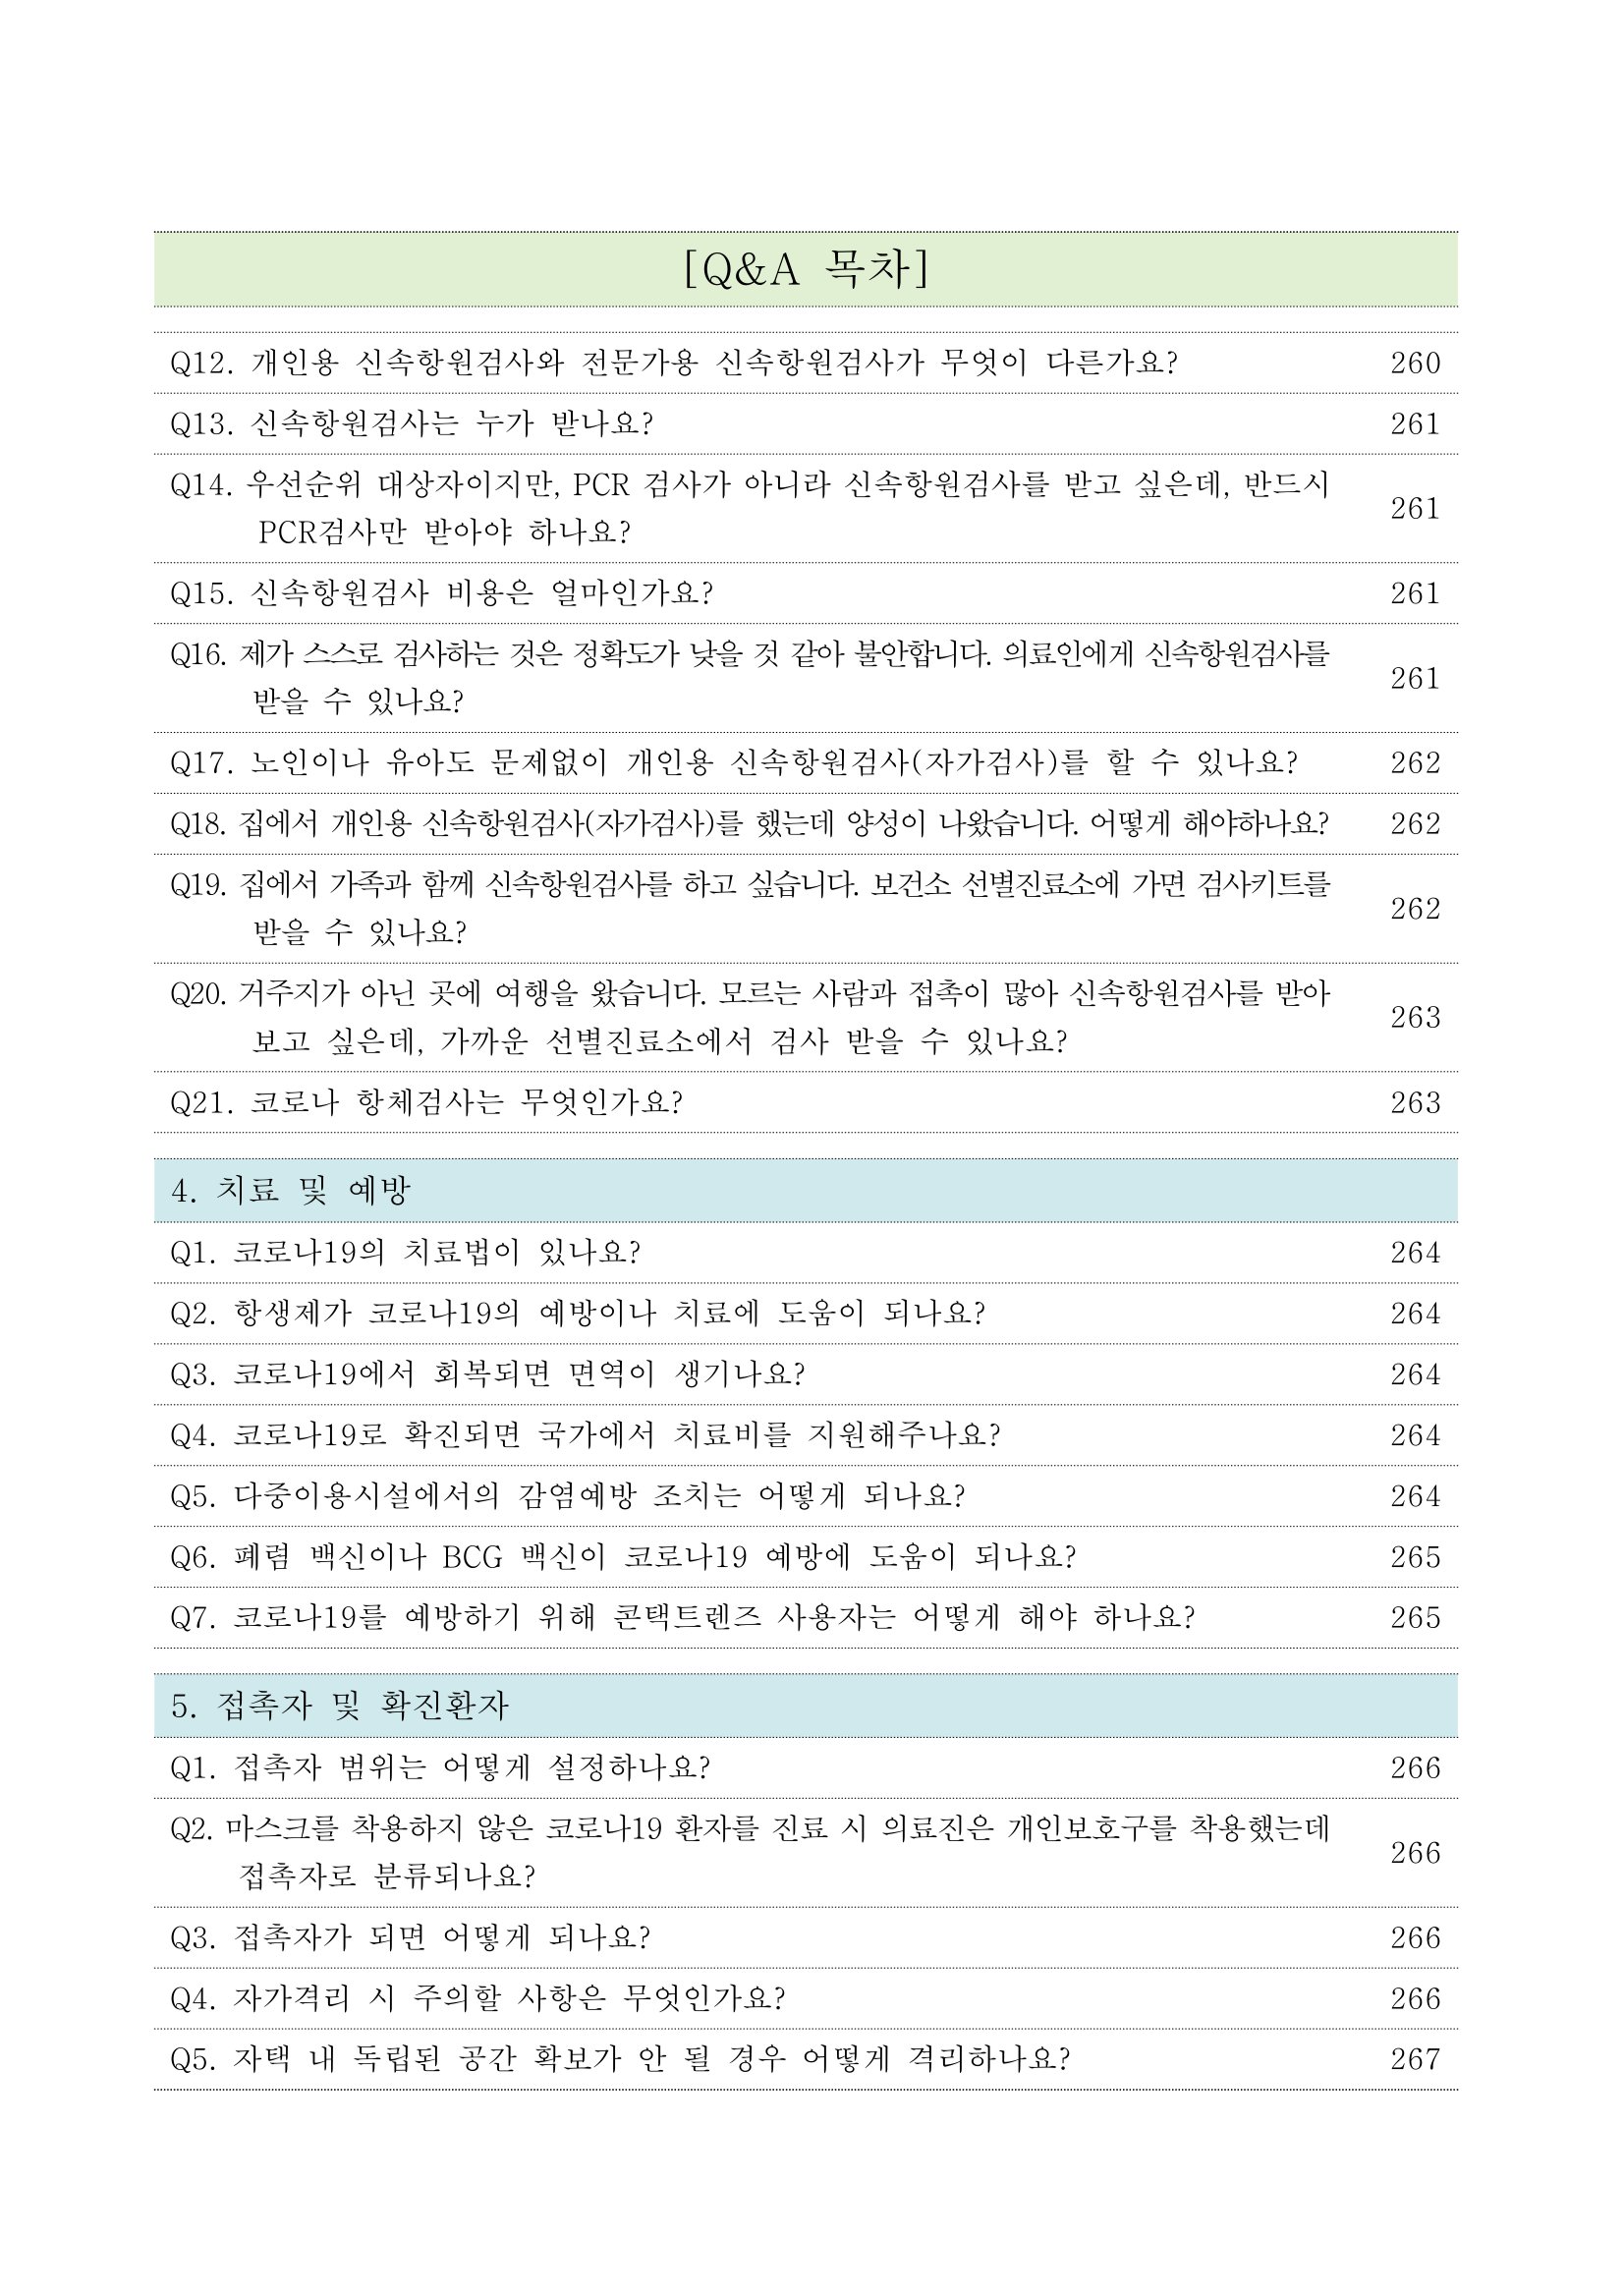 [Q&A 목차]
Q12. 개인용 신속항원검사와 전문가용 신속항원검사가 무엇이 다른가요? 260
Q13. 신속항원검사는 누가 받나요? 261
Q14. 우선순위 대상자이지만, PCR 검사가 아니라 신속항원검사를 받고 싶은데, 반드시
PCR검사만 받아야 하나요? 261
Q15. 신속항원검사 비용은 얼마인가요? 261
Q16. 제가 스스로 검사하는 것은 정확도가 낮을 것 같아 불안합니다. 의료인에게 신속항원검사를
받을 수 있나요? 261
Q17. 노인이나 유아도 문제없이 개인용 신속항원검사(자가검사)를 할 수 있나요? 262
Q18. 집에서 개인용 신속항원검사(자가검사)를 했는데 양성이 나왔습니다. 어떻게 해야하나요? 262
Q19. 집에서 가족과 함께 신속항원검사를 하고 싶습니다. 보건소 선별진료소에 가면 검사키트를
받을 수 있나요? 262
Q20. 거주지가 아닌 곳에 여행을 왔습니다. 모르는 사람과 접촉이 많아 신속항원검사를 받아
보고 싶은데, 가까운 선별진료소에서 검사 받을 수 있나요? 263
Q21. 코로나 항체검사는 무엇인가요? 263
4. 치료 및 예방
Q1. 코로나19의 치료법이 있나요? 264
Q2. 항생제가 코로나19의 예방이나 치료에 도움이 되나요? 264
Q3. 코로나19에서 회복되면 면역이 생기나요? 264
Q4. 코로나19로 확진되면 국가에서 치료비를 지원해주나요? 264
Q5. 다중이용시설에서의 감염예방 조치는 어떻게 되나요? 264
Q6. 폐렴 백신이나 BCG 백신이 코로나19 예방에 도움이 되나요? 265
Q7. 코로나19를 예방하기 위해 콘택트렌즈 사용자는 어떻게 해야 하나요? 265
5. 접촉자 및 확진환자
Q1. 접촉자 범위는 어떻게 설정하나요? 266
Q2. 마스크를 착용하지 않은 코로나19 환자를 진료 시 의료진은 개인보호구를 착용했는데
접촉자로 분류되나요? 266
Q3. 접촉자가 되면 어떻게 되나요? 266
Q4. 자가격리 시 주의할 사항은 무엇인가요? 266
Q5. 자택 내 독립된 공간 확보가 안 될 경우 어떻게 격리하나요? 267